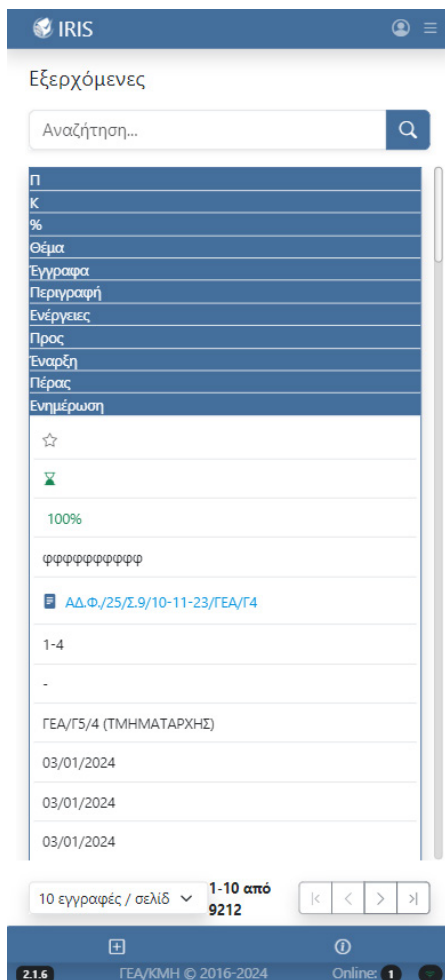 IRIS
Εξερχόμενες
Αναζήτηση...
Π
Κ
%
Θέμα
Έγγραφα
Περιγραφή
Ενέργειες
Προς
Έναρξη
Πέρας
Ενημέρωση
100%
φφφφφφφφφφ
ΑΔ.Φ./25/Σ.9/10-11-23/ΓΕΑ/Γ4
1-4
-
ΓΕΑ/Γ5/4 (ΤΜΗΜΑΤΑΡΧΗΣ)
03/01/2024
03/01/2024
03/01/2024
10 εγγραφές / σελίδ
1-10 από
9212
2.1.6 ΓΕΑ/ΚΜΗ © 2016-2024 Online: 1